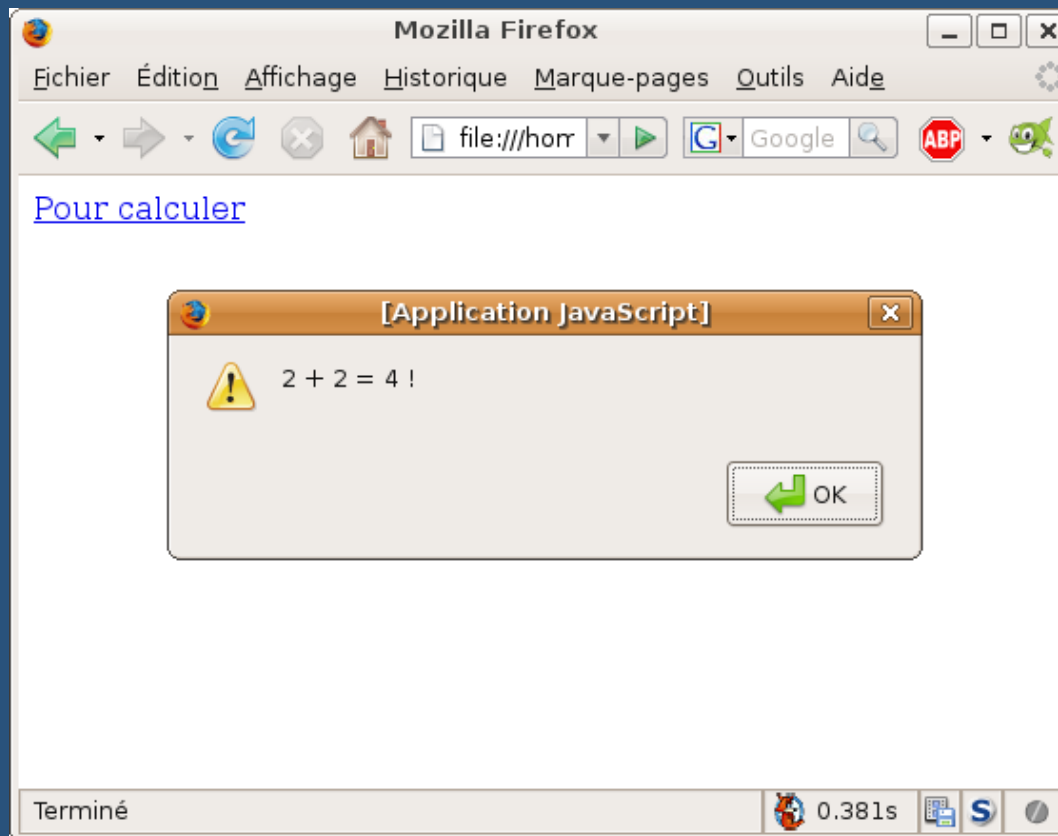 Mozilla Firefox
Fichier Édition Affichage Historique Marque-pages Outils Aide
file:///hom G Google ABP
Pour calculer
[Application JavaScript]
2 + 2 = 4 !
OK
Terminé 0.381s S